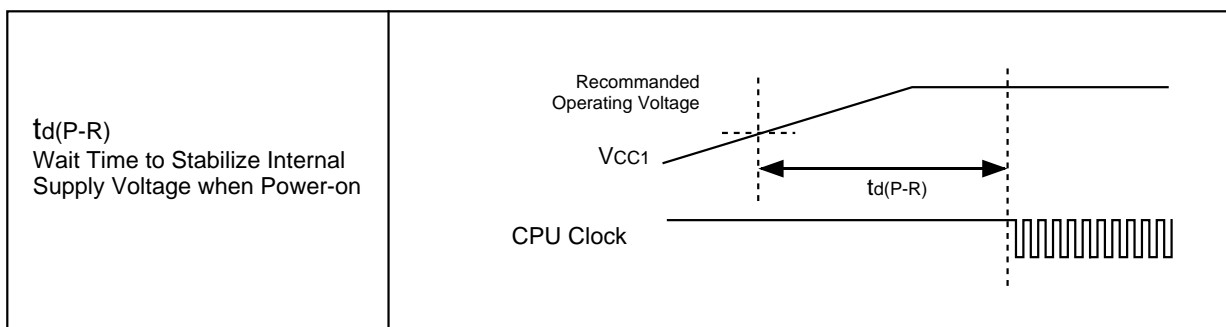 td(P-R)
Wait Time to Stabilize Internal
Supply Voltage when Power-on
Recommanded
Operating Voltage
VCC1
td(P-R)
CPU Clock